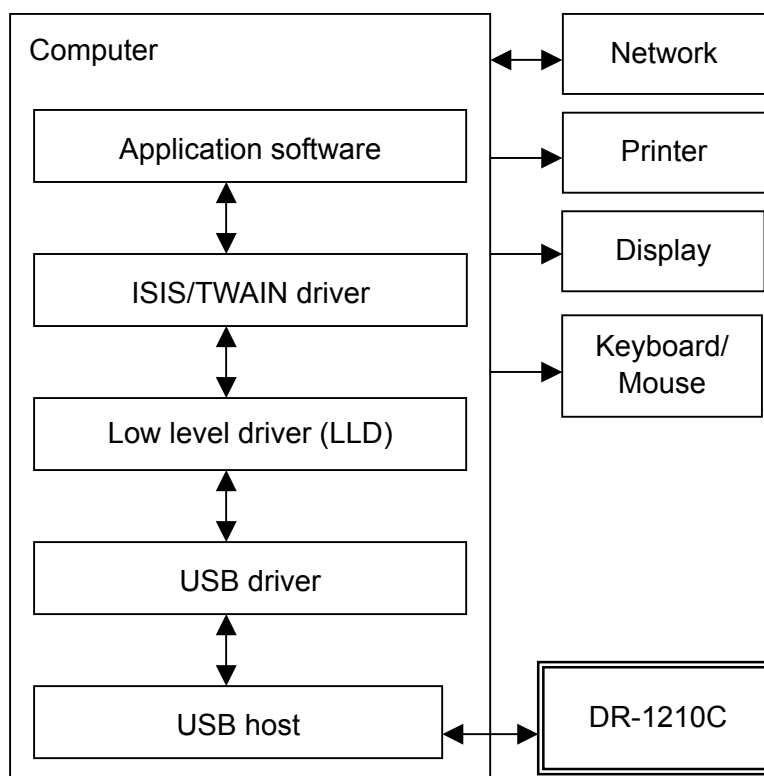 Computer
Application software
ISIS/TWAIN driver
Low level driver (LLD)
USB driver
USB host
Network
Printer
Display
Keyboard/
Mouse
DR-1210C